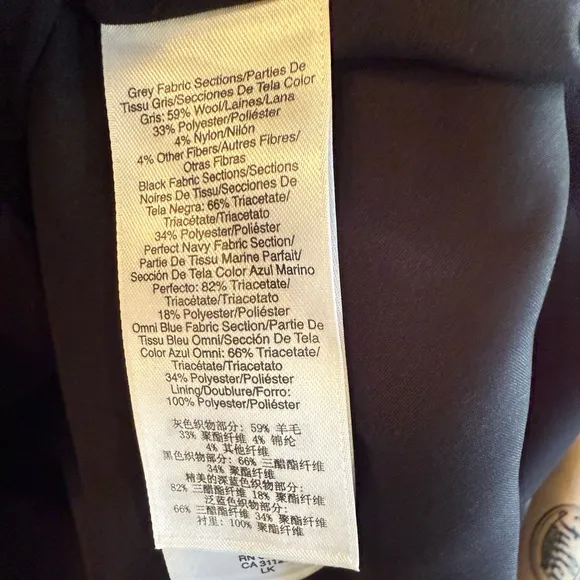 Grey Fabric Sections/Parties De
Tissu Gris/Secciones De Tela Color
Gris: 59% Wool/Laines/Lana
33% Polyester/Poliéster
4% Nylon/Nilón
4% Other Fibers/Autres Fibres/
Otras Fibras
Black Fabric Sections/Sections
Noires De Tissu/Secciones De
Tela Negra: 66% Triacetate/
Triacétate/Triacetato
34% Polyester/Poliéster
Perfect Navy Fabric Section/
Partie De Tissu Marine Parfait/
Sección De Tela Color Azul Marino
Perfecto: 82% Triacetate/
Triacétate/Triacetato
18% Polyester/Poliéster
Omni Blue Fabric Section/Partie De
Tissu Bleu Omni/Sección De Tela
Color Azul Omni: 66% Triacetate/
Triacétate/Triacetato
34% Polyester/Poliéster
Lining/Doublure/Forro:
100% Polyester/Poliéster
灰色织物部分: 59% 羊毛
33% 聚酯纤维 4% 锦纶
4% 其他纤维
黑色织物部分: 66% 三醋酯纤维
34% 聚酯纤维
精美的深蓝色织物部分:
82% 三醋酯纤维 18% 聚酯纤维
泛蓝色织物部分:
66% 三醋酯纤维 34% 聚酯纤维
衬里: 100% 聚酯纤维
RN
CA 311
LK